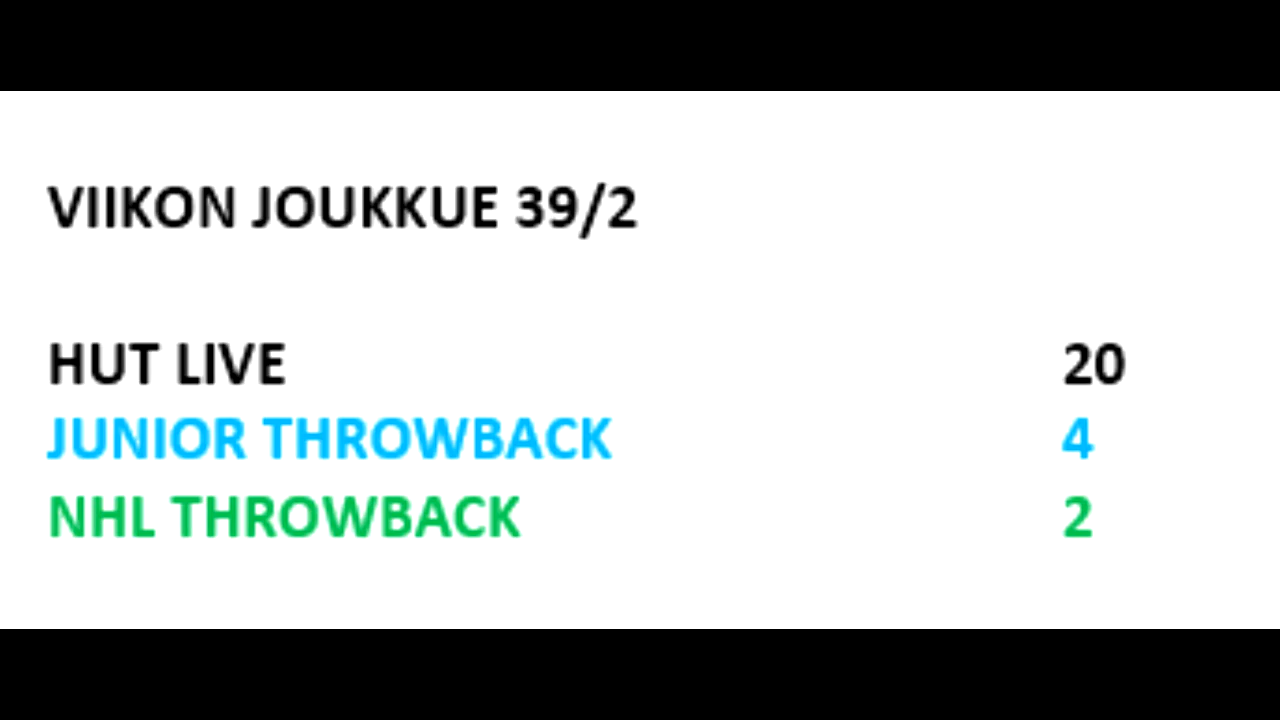 VIIKON JOUKKUE 39/2
HUT LIVE 20
JUNIOR THROWBACK 4
NHL THROWBACK 2